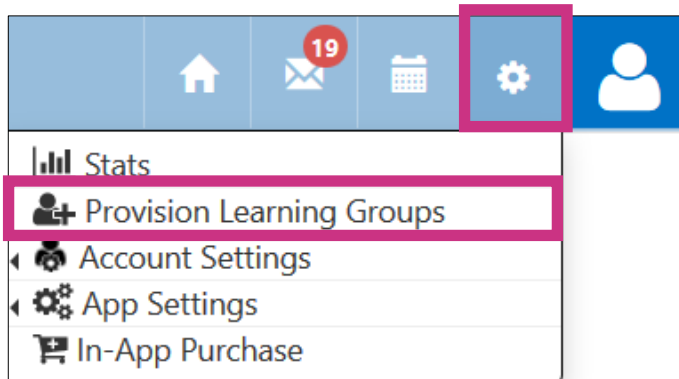 19
Stats
Provision Learning Groups
Account Settings
App Settings
In-App Purchase